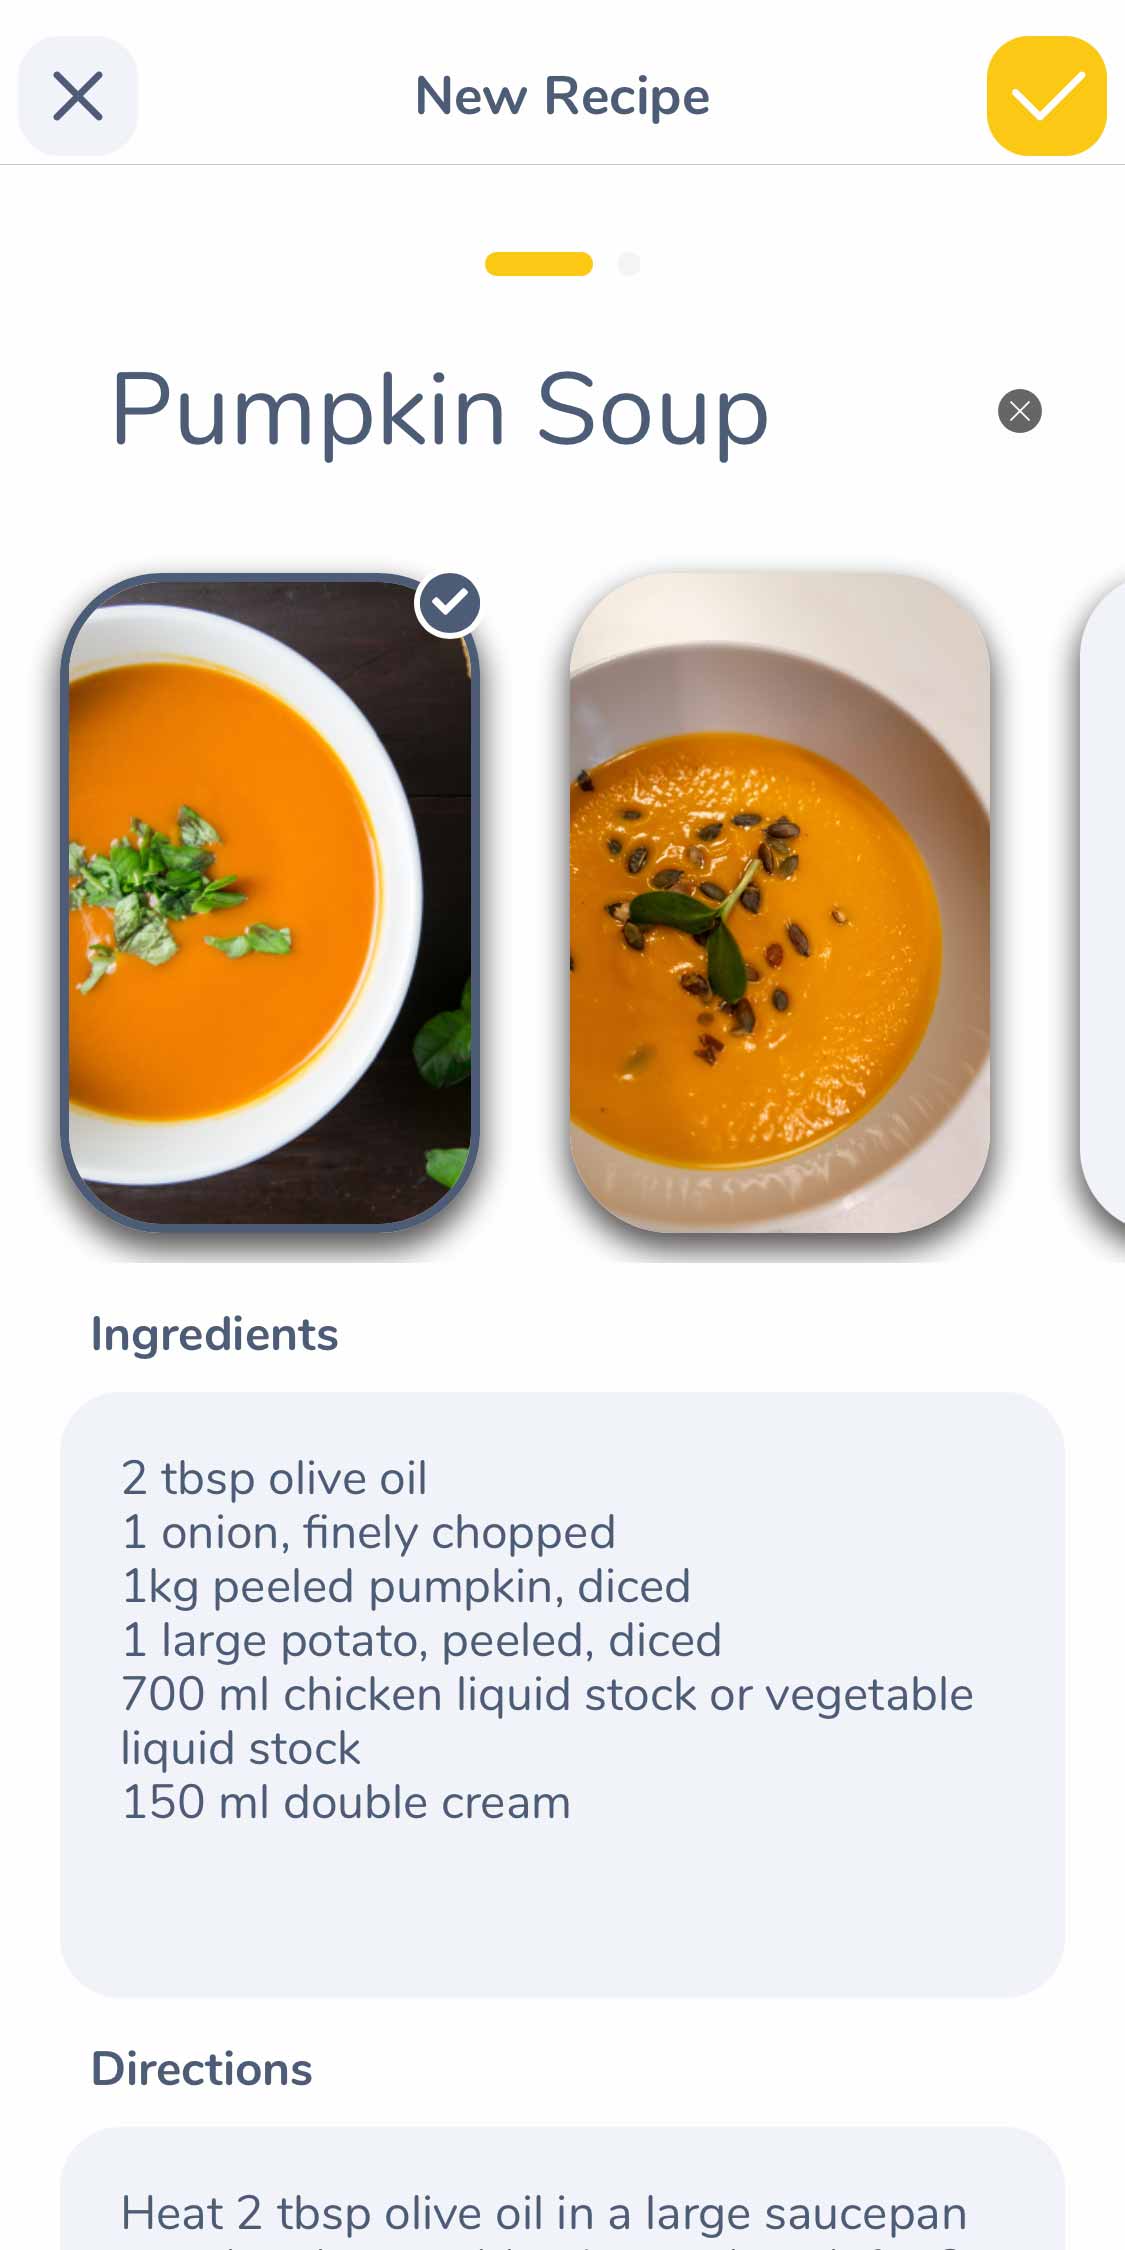 New Recipe
Pumpkin Soup
Ingredients
2 tbsp olive oil
1 onion, finely chopped
1kg peeled pumpkin, diced
1 large potato, peeled, diced
700 ml chicken liquid stock or vegetable
liquid stock
150 ml double cream
Directions
Heat 2 tbsp olive oil in a large saucepan